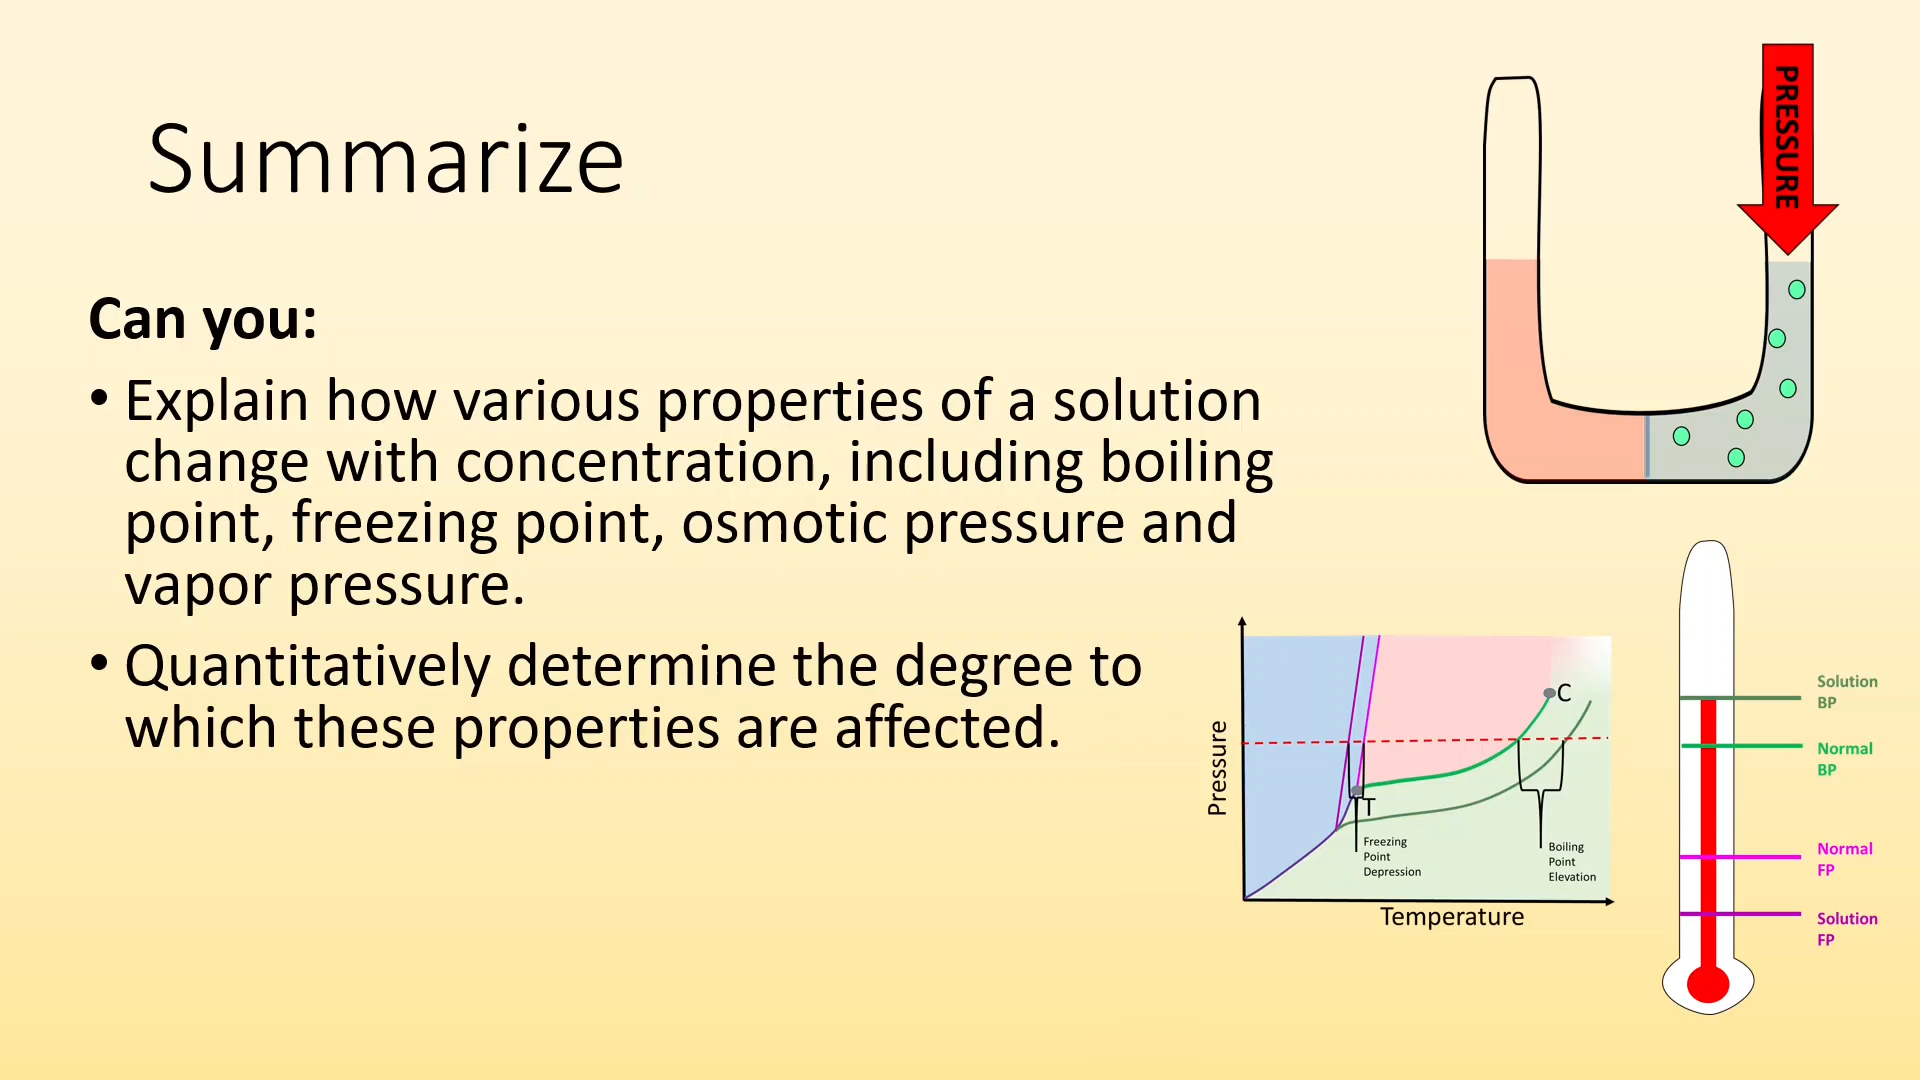 Summarize
Can you:
• Explain how various properties of a solution
change with concentration, including boiling
point, freezing point, osmotic pressure and
vapor pressure.
• Quantitatively determine the degree to
which these properties are affected.
PRESSURE
Pressure
C
T
Freezing
Point
Depression
Boiling
Point
Elevation
Temperature
Solution
BP
Normal
BP
Normal
FP
Solution
FP